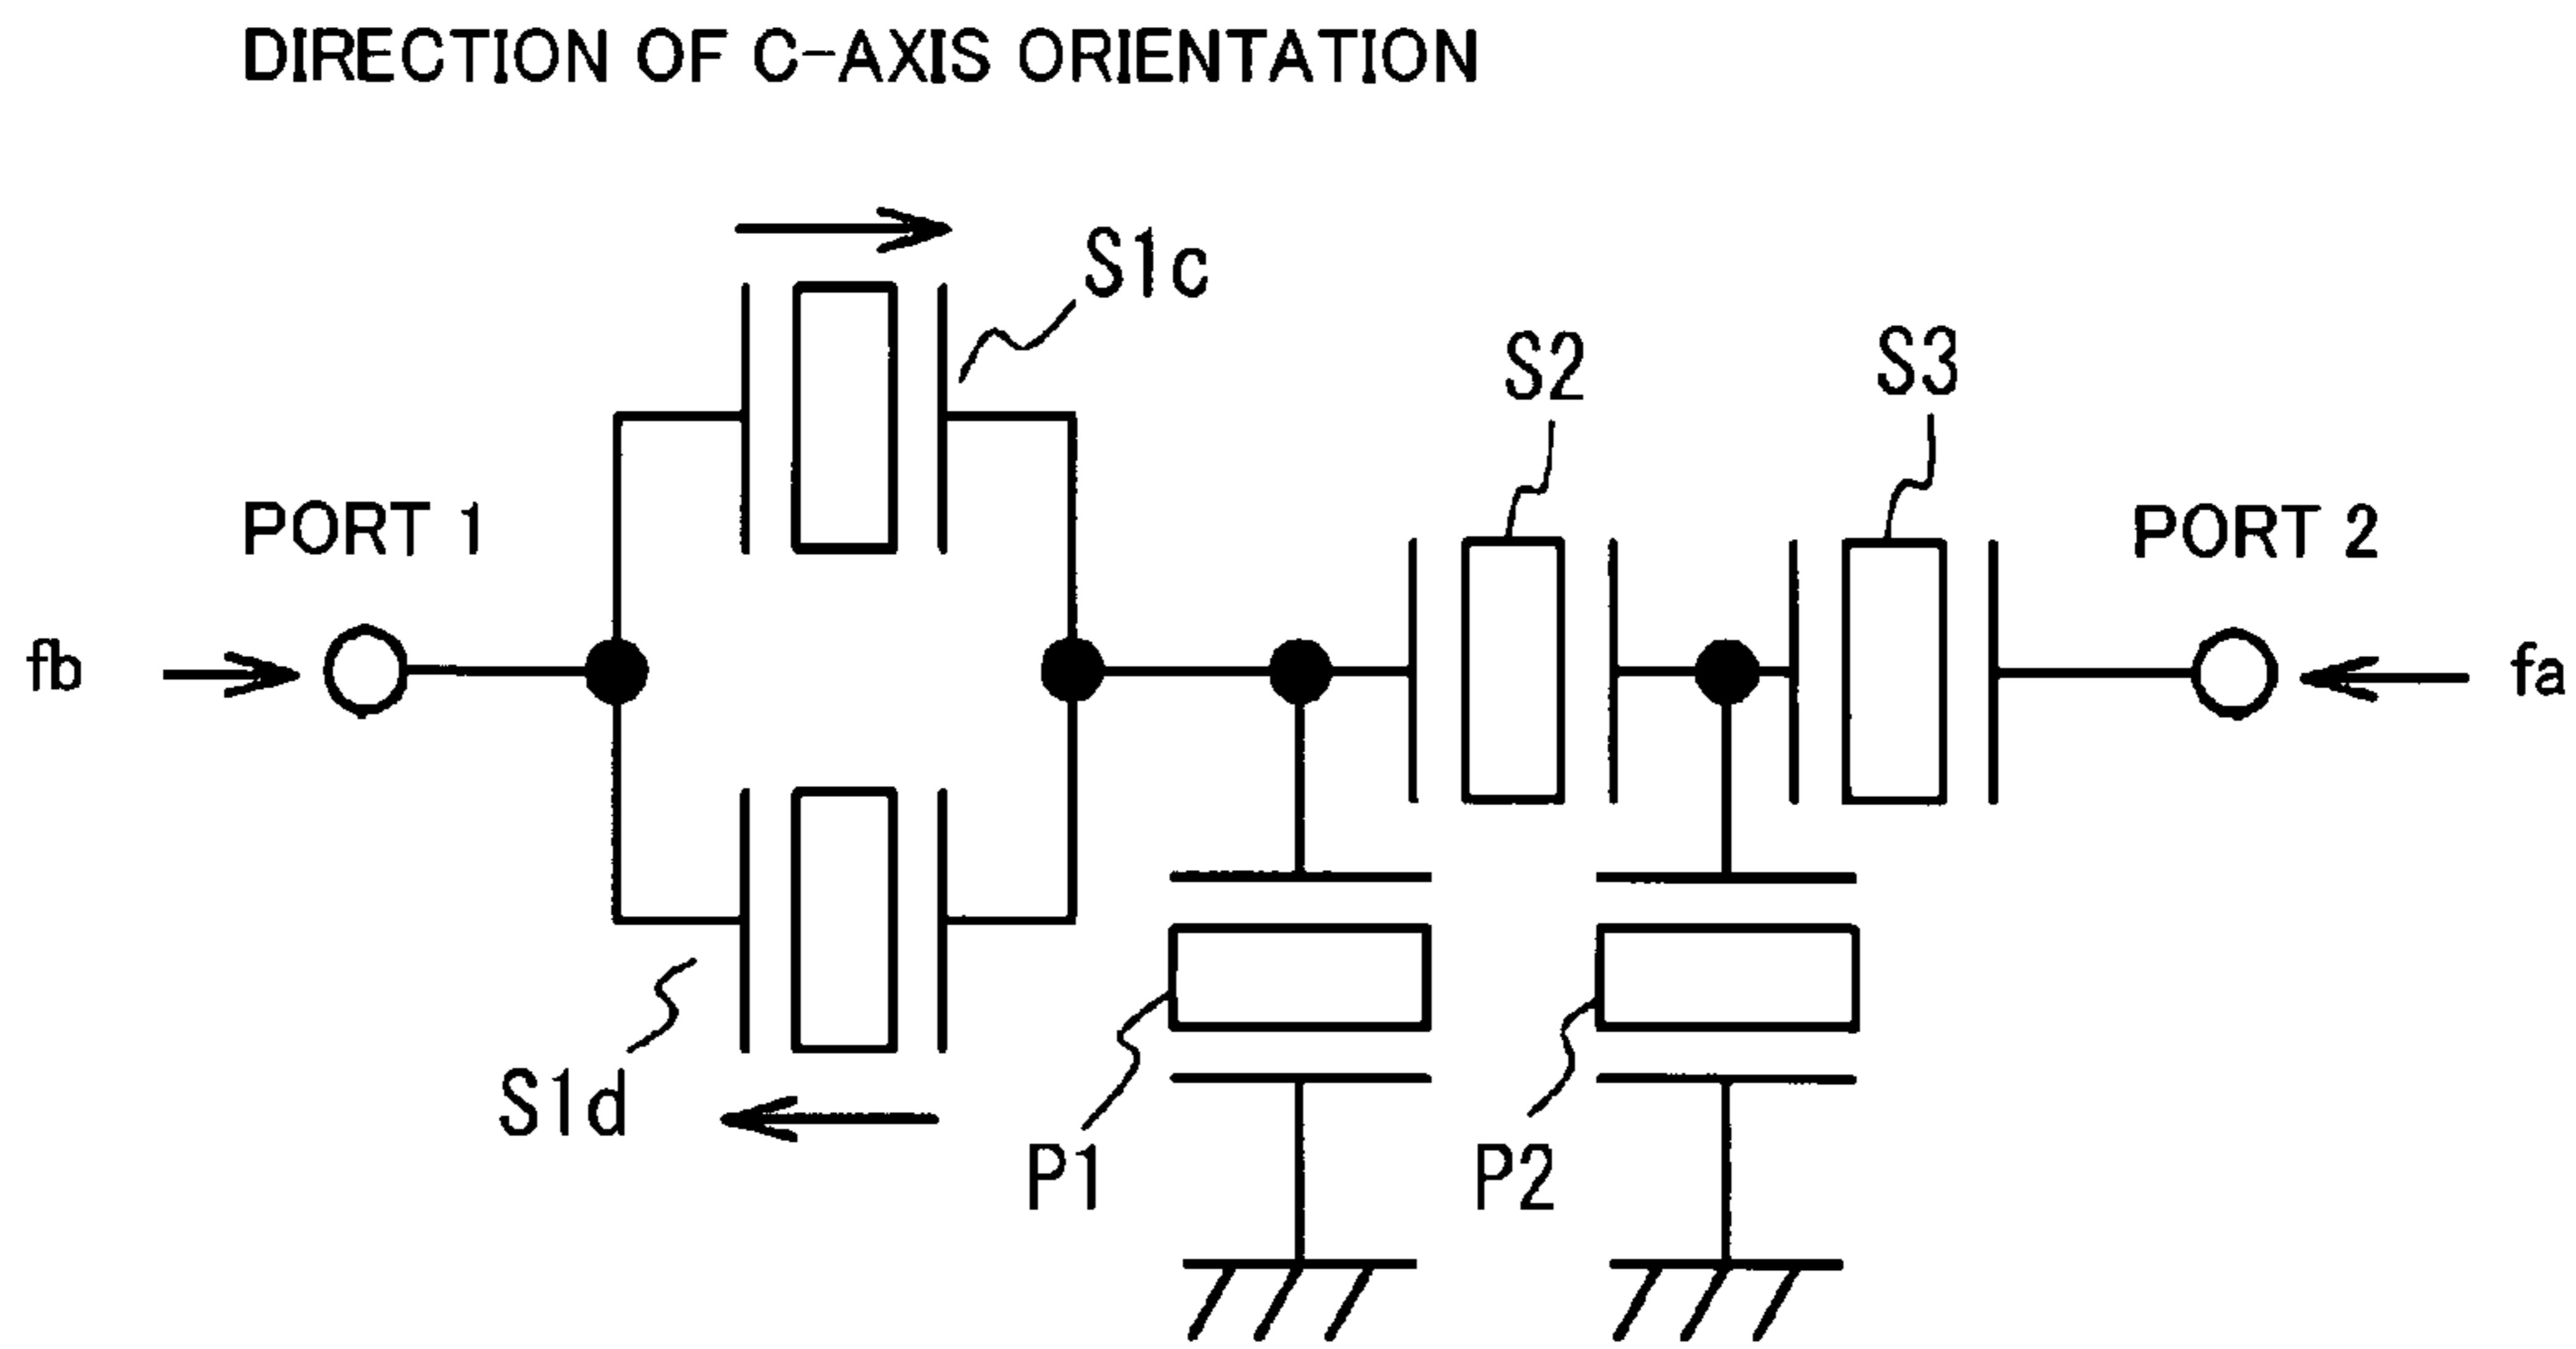 DIRECTION OF C-AXIS ORIENTATION
S1c
S2
S3
PORT 1
PORT 2
fb
fa
S1d
P1
P2